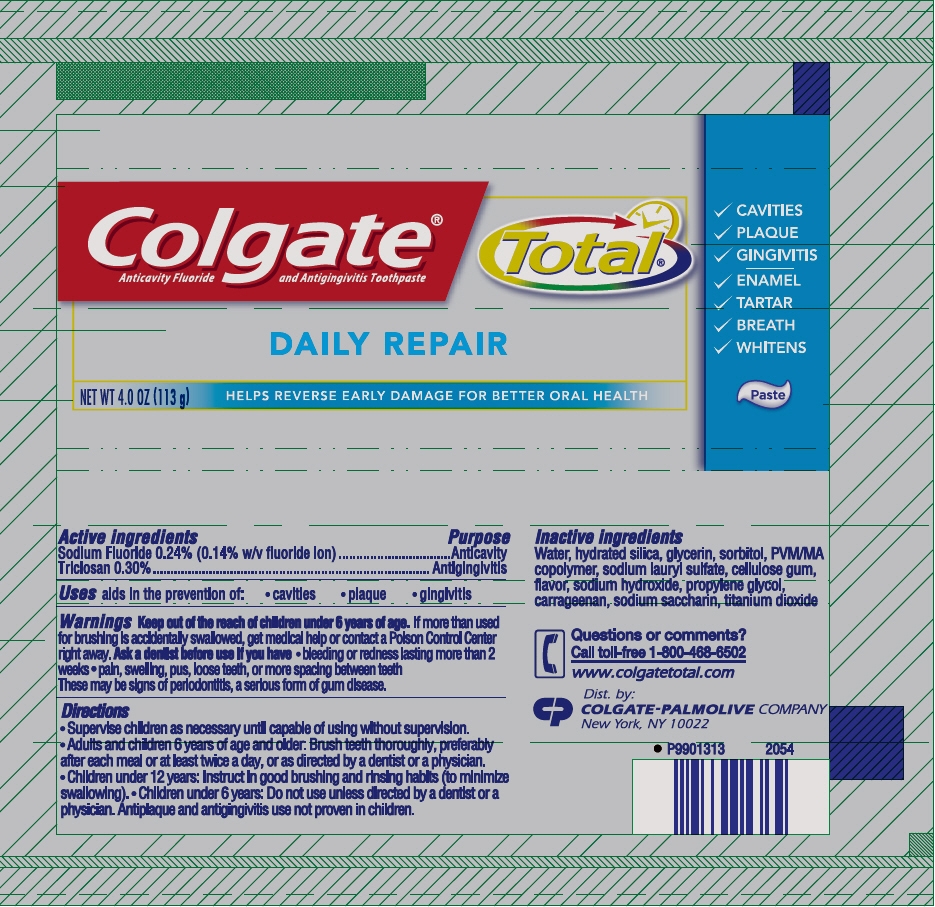 Colgate®
Anticavity Fluoride and Antigingivitis Toothpaste
Total®
DAILY REPAIR
NET WT 4.0 OZ (113 g)
HELPS REVERSE EARLY DAMAGE FOR BETTER ORAL HEALTH
✓ CAVITIES
✓ PLAQUE
✓ GINGIVITIS
✓ ENAMEL
✓ TARTAR
✓ BREATH
✓ WHITENS
Paste
Active ingredients Purpose
Sodium Fluoride 0.24% (0.14% w/v fluoride ion) ............................Anticavity
Triclosan 0.30%...................................................................... Antigingivitis
Uses aids in the prevention of: • cavities • plaque • gingivitis
Warnings Keep out of the reach of children under 6 years of age. If more than used
for brushing is accidentally swallowed, get medical help or contact a Poison Control Center
right away. Ask a dentist before use if you have • bleeding or redness lasting more than 2
weeks • pain, swelling, pus, loose teeth, or more spacing between teeth
These may be signs of periodontitis, a serious form of gum disease.
Directions
• Supervise children as necessary until capable of using without supervision.
• Adults and children 6 years of age and older: Brush teeth thoroughly, preferably
after each meal or at least twice a day, or as directed by a dentist or a physician.
• Children under 12 years: Instruct in good brushing and rinsing habits (to minimize
swallowing). • Children under 6 years: Do not use unless directed by a dentist or a
physician. Antiplaque and antigingivitis use not proven in children.
Inactive ingredients
Water, hydrated silica, glycerin, sorbitol, PVM/MA
copolymer, sodium lauryl sulfate, cellulose gum,
flavor, sodium hydroxide, propylene glycol,
carrageenan, sodium saccharin, titanium dioxide
Questions or comments?
Call toll-free 1-800-468-6502
www.colgatetotal.com
Dist. by:
CP COLGATE-PALMOLIVE COMPANY
New York, NY 10022
● P9901313 2054